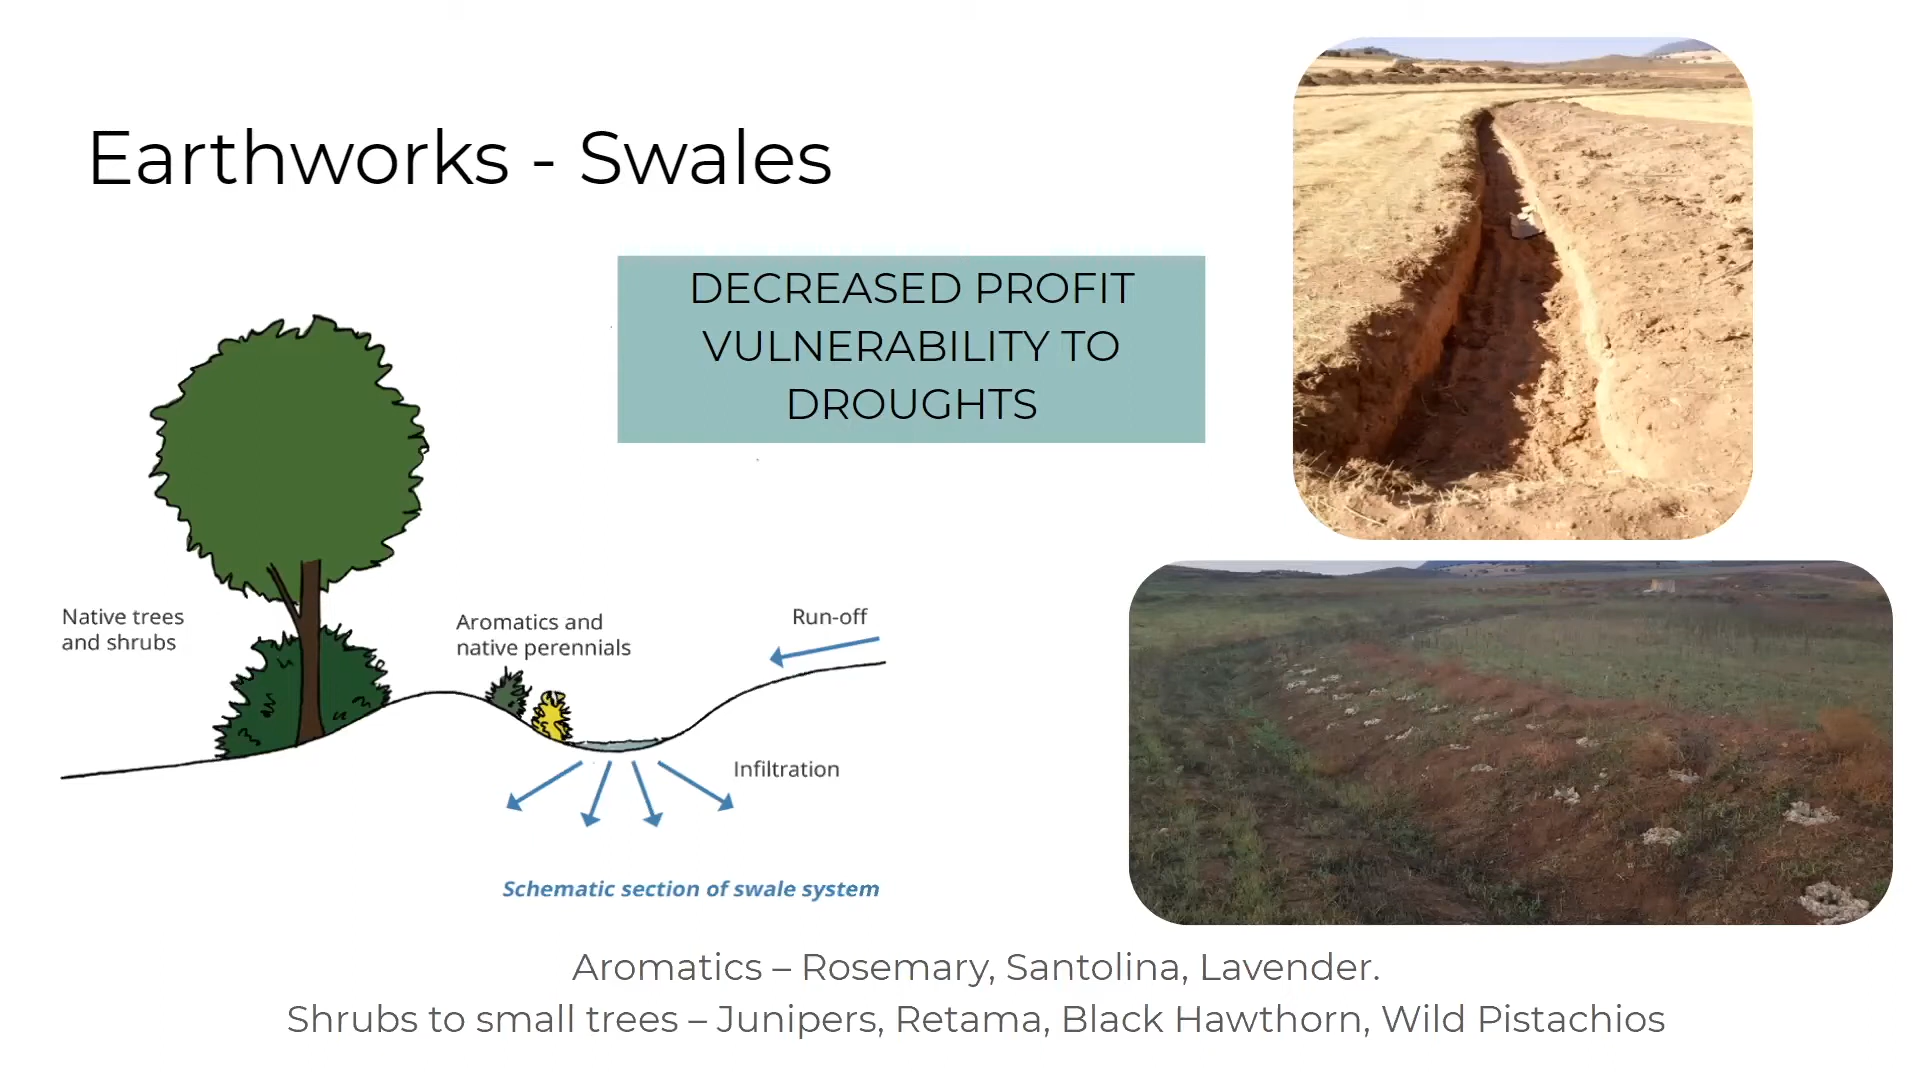 Earthworks - Swales
DECREASED PROFIT
VULNERABILITY TO
DROUGHTS
Native trees
and shrubs
Aromatics and
native perennials
Run-off
Infiltration
Schematic section of swale system
Aromatics – Rosemary, Santolina, Lavender.
Shrubs to small trees – Junipers, Retama, Black Hawthorn, Wild Pistachios